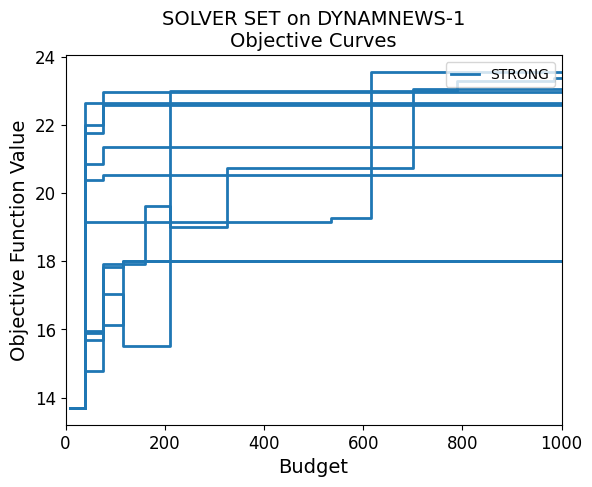 SOLVER SET on DYNAMNEWS-1
Objective Curves
STRONG
Objective Function Value
24
22
20
18
16
14
0 200 400 600 800 1000
Budget